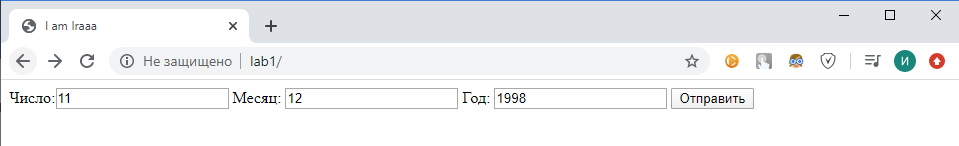 I am Iraaa
Не защищено | lab1/
И
Число: 11 Месяц: 12 Год: 1998 Отправить